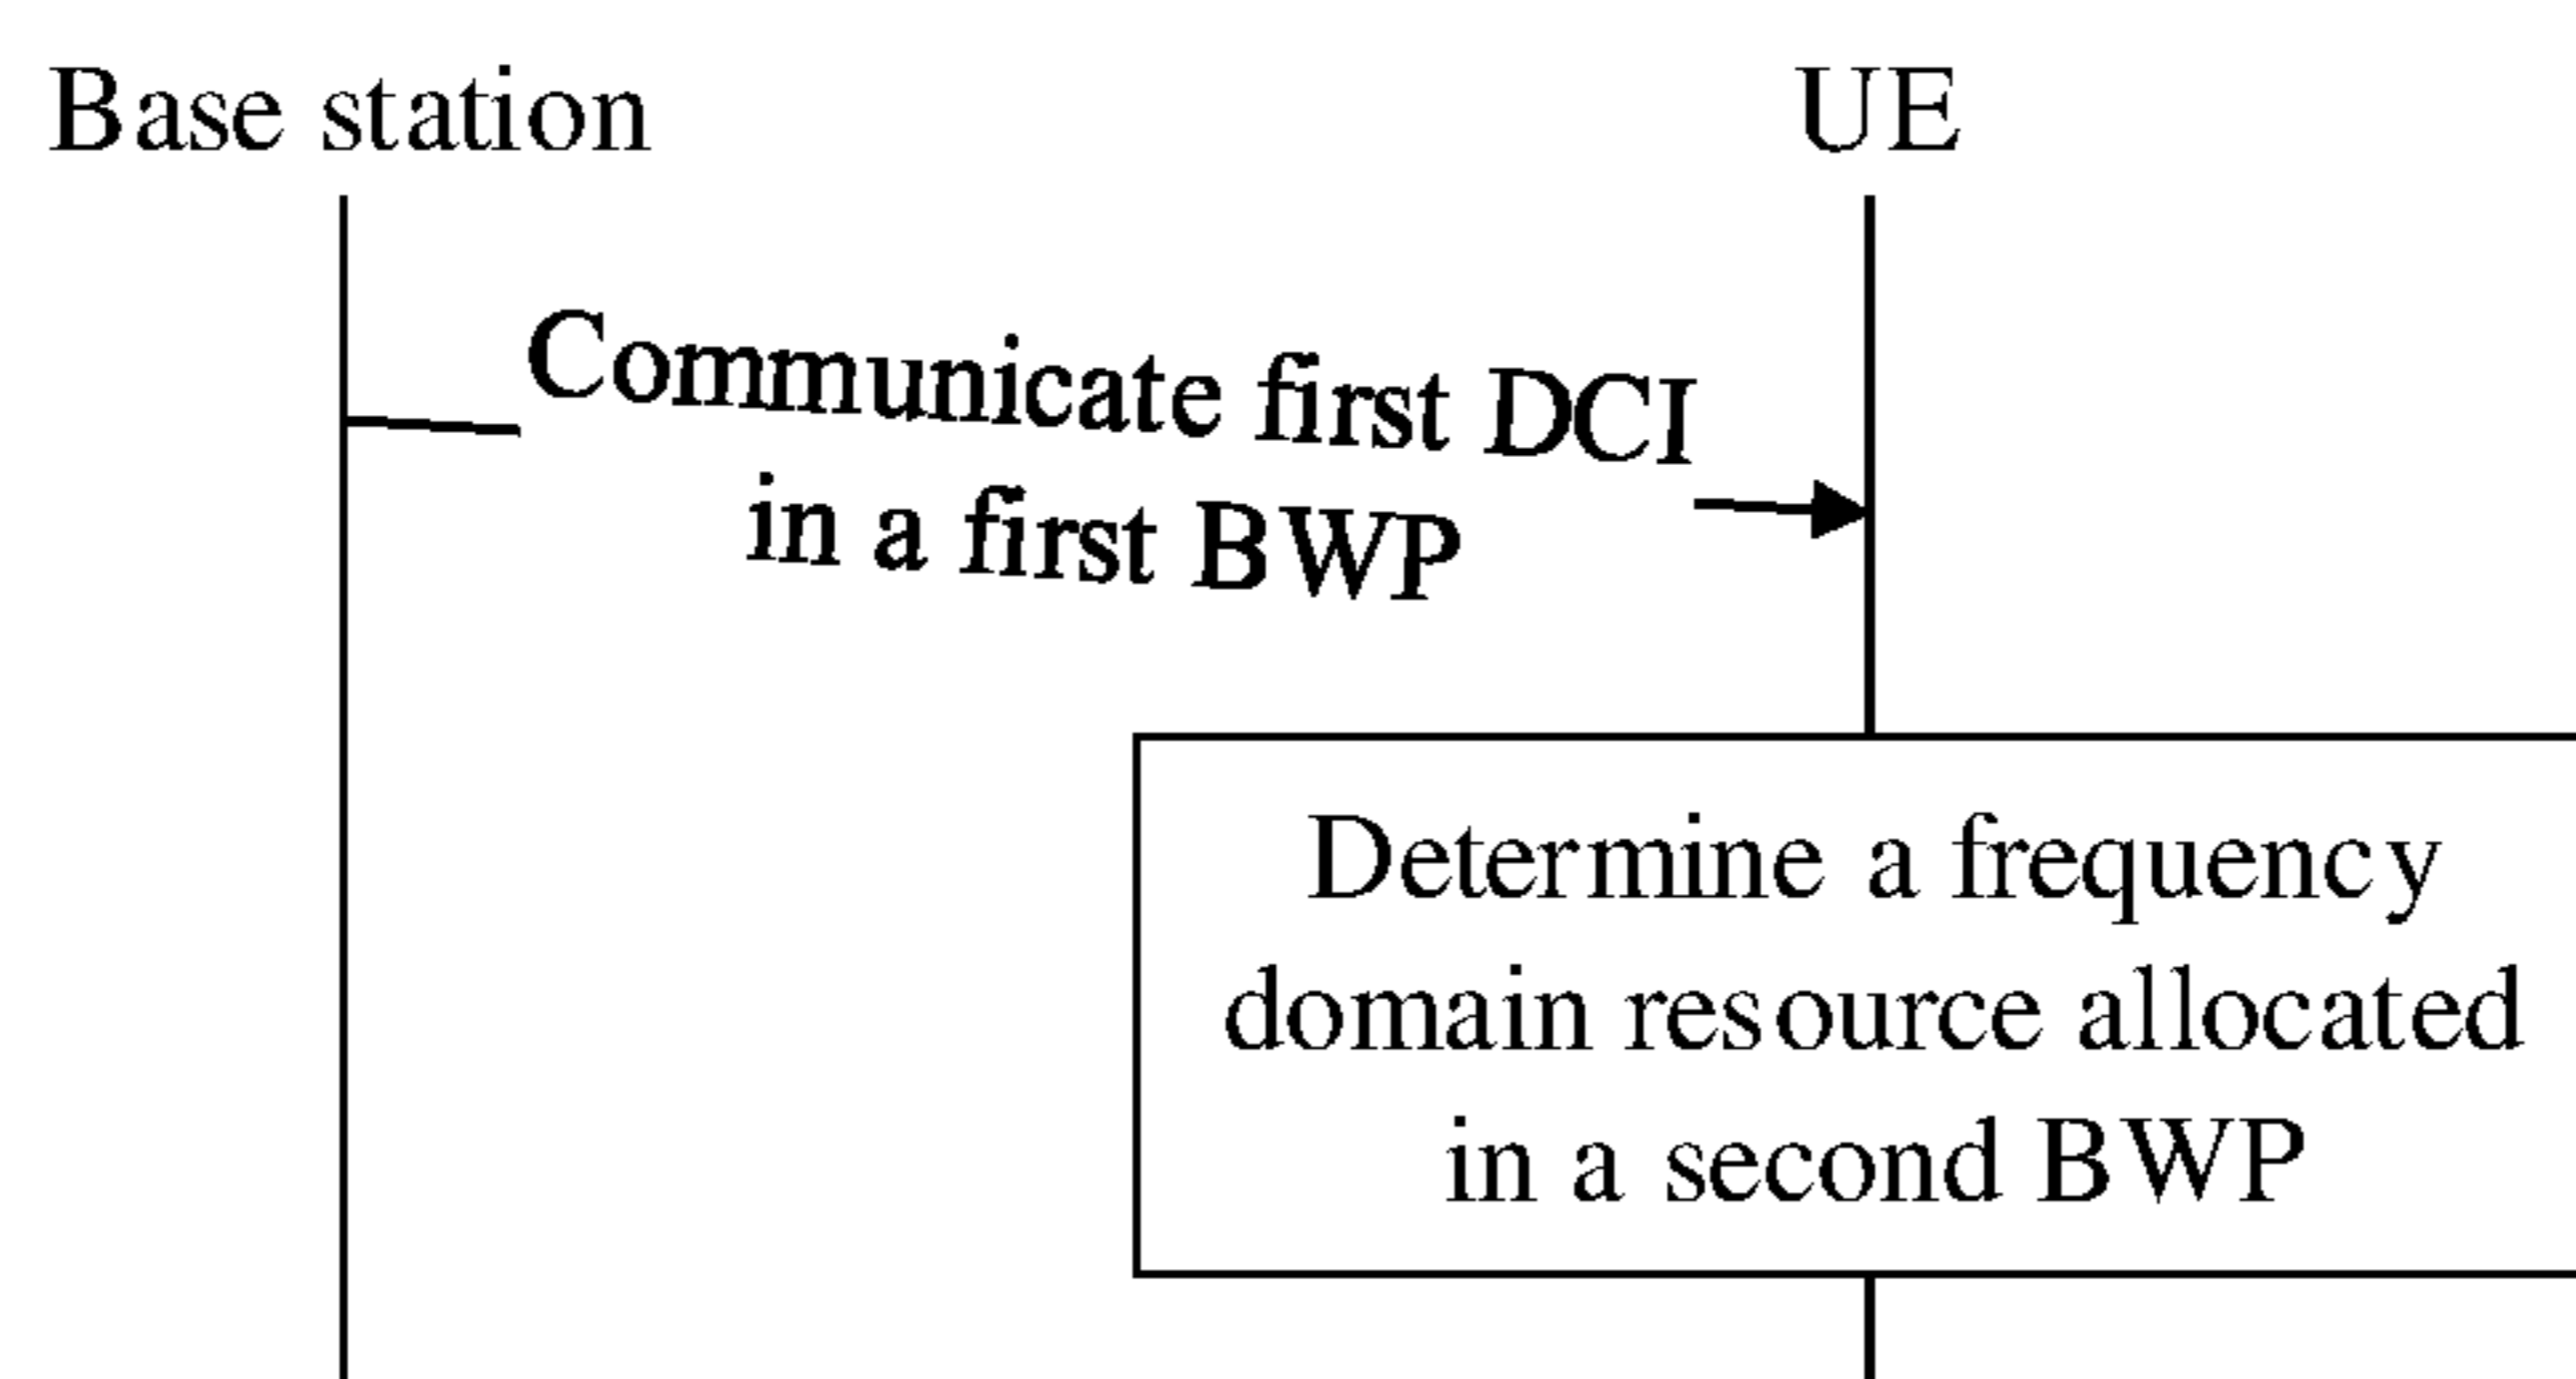 Base station
UE
Communicate first DCI
in a first BWP
Determine a frequency
domain resource allocated
in a second BWP